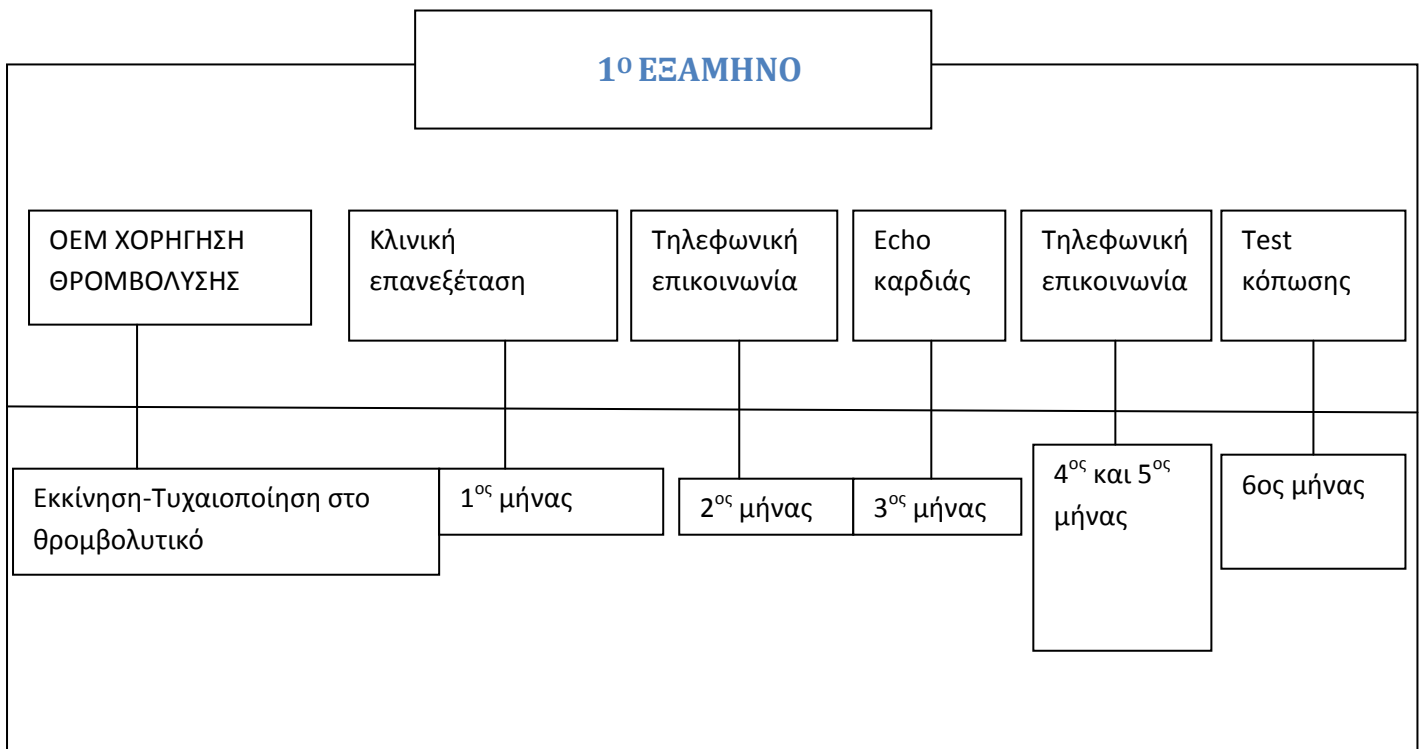 1ο ΕΞΑΜΗΝΟ
ΟΕΜ ΧΟΡΗΓΗΣΗ
ΘΡΟΜΒΟΛΥΣΗΣ
Κλινική
επανεξέταση
Τηλεφωνική
επικοινωνία
Echo
καρδιάς
Τηλεφωνική
επικοινωνία
Test
κόπωσης
Εκκίνηση-Τυχαιοποίηση στο
θρομβολυτικό
1ος μήνας
2ος μήνας
3ος μήνας
4ος και 5ος
μήνας
6ος μήνας